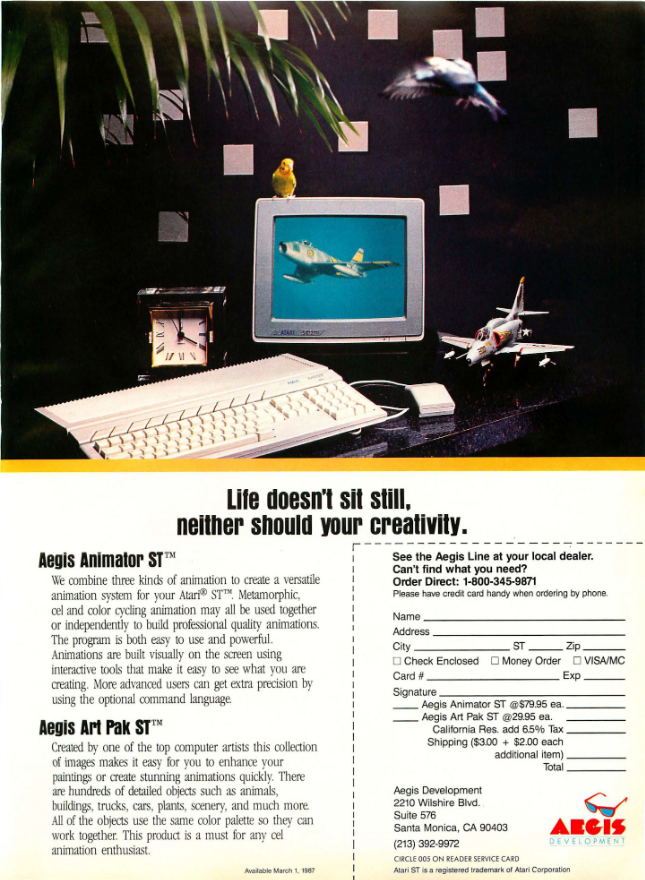 Life doesn't sit still,
neither should your creativity.
Aegis Animator ST™
We combine three kinds of animation to create a versatile
animation system for your Atari® ST™. Metamorphic,
cel and color cycling animation may all be used together
or independently to build professional quality animations.
The program is both easy to use and powerful.
Animations are built visually on the screen using
interactive tools that make it easy to see what you are
creating. More advanced users can get extra precision by
using the optional command language.
Aegis Art Pak ST™
Created by one of the top computer artists this collection
of images makes it easy for you to enhance your
paintings or create stunning animations quickly. There
are hundreds of detailed objects such as animals,
buildings, trucks, cars, plants, scenery, and much more.
All of the objects use the same color palette so they can
work together. This product is a must for any cel
animation enthusiast.
Available March 1, 1987
See the Aegis Line at your local dealer.
Can't find what you need?
Order Direct: 1-800-345-9871
Please have credit card handy when ordering by phone.
Name
Address
City ST Zip
☐ Check Enclosed ☐ Money Order ☐ VISA/MC
Card # Exp
Signature
Aegis Animator ST @$79.95 ea.
Aegis Art Pak ST @29.95 ea.
California Res. add 6.5% Tax
Shipping ($3.00 + $2.00 each
additional item)
Total
Aegis Development
2210 Wilshire Blvd.
Suite 576
Santa Monica, CA 90403
(213) 392-9972
AEGIS
DEVELOPMENT
CIRCLE 005 ON READER SERVICE CARD
Atari ST is a registered trademark of Atari Corporation